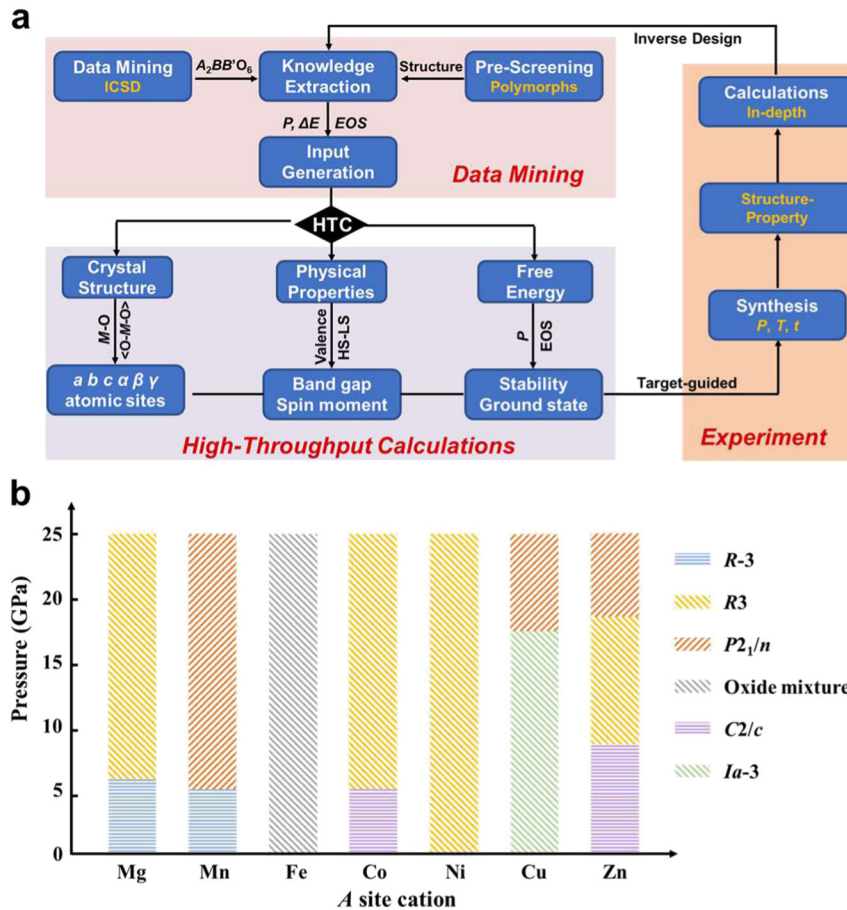 a
Inverse Design
Data Mining
ICSD
A₂BB'O₆
Knowledge
Extraction
Structure
Pre-Screening
Polymorphs
P, ΔE EOS
Input
Generation
Data Mining
HTC
Crystal
Structure
Physical
Properties
Free
Energy
M-O
<O-M-O>
Valence
HS-LS
P
EOS
a b c α β γ
atomic sites
Band gap
Spin moment
Stability
Ground state
Target-guided
High-Throughput Calculations
Calculations
In-depth
Structure-
Property
Synthesis
P, T, t
Experiment
b
Pressure (GPa)
25
20
15
10
5
0
Mg Mn Fe Co Ni Cu Zn
A site cation
R-3
R3
P2₁/n
Oxide mixture
C2/c
Ia-3